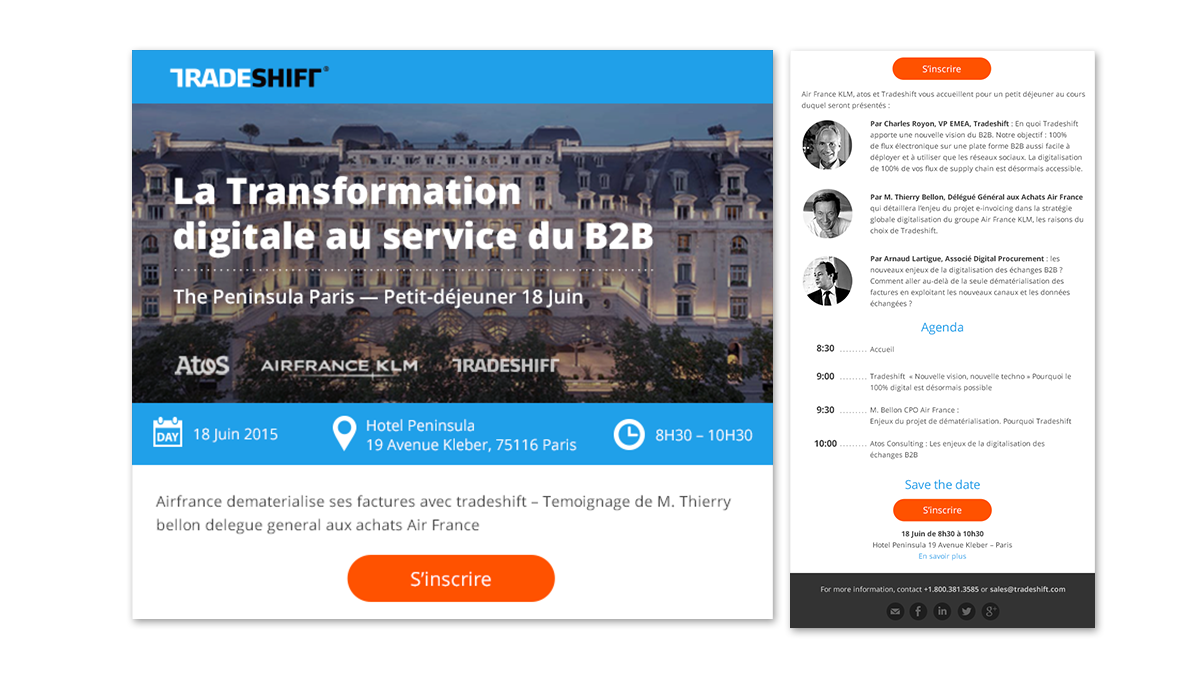 TRADESHIFT®
La Transformation
digitale au service du B2B
The Peninsula Paris — Petit-déjeuner 18 Juin
Atos AIRFRANCE KLM TRADESHIFT
DAY
18 Juin 2015
Hotel Peninsula
19 Avenue Kleber, 75116 Paris
8H30 – 10H30
Airfrance dematerialise ses factures avec tradeshift – Temoignage de M. Thierry
bellon delegue general aux achats Air France
S'inscrire
S'inscrire
Air France KLM, atos et Tradeshift vous accueillent pour un petit déjeuner au cours
duquel seront présentés :
Par Charles Royon, VP EMEA, Tradeshift : En quoi Tradeshift
apporte une nouvelle vision du B2B. Notre objectif : 100%
de flux électronique sur une plate forme B2B aussi facile à
déployer et à utiliser que les réseaux sociaux. La digitalisation
de 100% de vos flux de supply chain est désormais accessible.
Par M. Thierry Bellon, Délégué Général aux Achats Air France
qui détaillera l'enjeu du projet e-invoicing dans la stratégie
globale digitalisation du groupe Air France KLM, les raisons du
choix de Tradeshift.
Par Arnaud Lartigue, Associé Digital Procurement : les
nouveaux enjeux de la digitalisation des échanges B2B ?
Comment aller au-delà de la seule dématérialisation des
factures en exploitant les nouveaux canaux et les données
échangées ?
Agenda
8:30 ......... Accueil
9:00 ......... Tradeshift « Nouvelle vision, nouvelle techno » Pourquoi le
100% digital est désormais possible
9:30 ......... M. Bellon CPO Air France :
Enjeux du projet de dématérialisation. Pourquoi Tradeshift
10:00 ......... Atos Consulting : Les enjeux de la digitalisation des
échanges B2B
Save the date
S'inscrire
18 Juin de 8h30 à 10h30
Hotel Peninsula 19 Avenue Kleber – Paris
En savoir plus
For more information, contact +1.800.381.3585 or sales@tradeshift.com